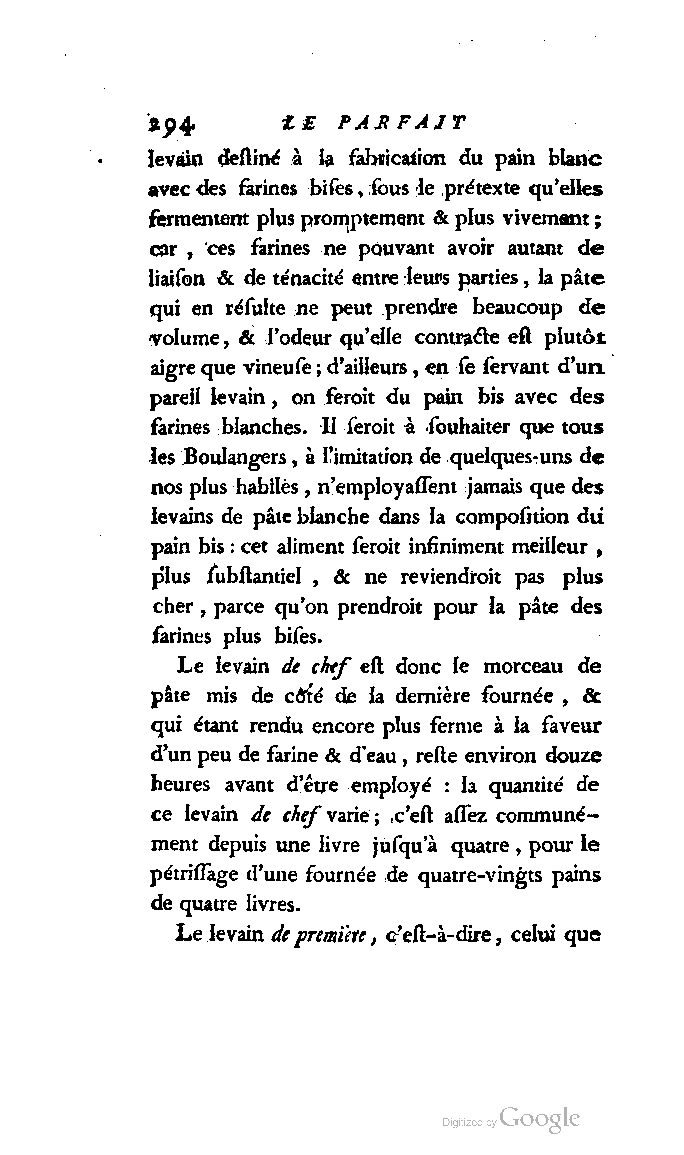 294 LE PARFAIT
levain deſtiné à la fabrication du pain blanc
avec des farines biſes, ſous le prétexte qu'elles
fermentent plus promptement & plus vivemant ;
car , ces farines ne pouvant avoir autant de
liaiſon & de ténacité entre leurs parties, la pâte
qui en réſulte ne peut prendre beaucoup de
volume, & l'odeur qu'elle contracte eſt plutôt
aigre que vineuſe ; d'ailleurs , en ſe ſervant d'un
pareil levain, on feroit du pain bis avec des
farines blanches. Il ſeroit à ſouhaiter que tous
les Boulangers, à l'imitation de quelques-uns de
nos plus habiles, n'employaſſent jamais que des
levains de pâte blanche dans la compoſition du
pain bis : cet aliment ſeroit infiniment meilleur ,
plus ſubſtantiel , & ne reviendroit pas plus
cher , parce qu'on prendroit pour la pâte des
farines plus biſes.
Le levain de chef eſt donc le morceau de
pâte mis de côté de la dernière fournée , &
qui étant rendu encore plus ferme à la faveur
d'un peu de farine & d'eau , reſte environ douze
heures avant d'être employé : la quantité de
ce levain de chef varie ; c'eſt aſſez communé-
ment depuis une livre juſqu'à quatre , pour le
pétriſſage d'une fournée de quatre-vingts pains
de quatre livres.
Le levain de première, c'eſt-à-dire, celui que
Digitized by Google